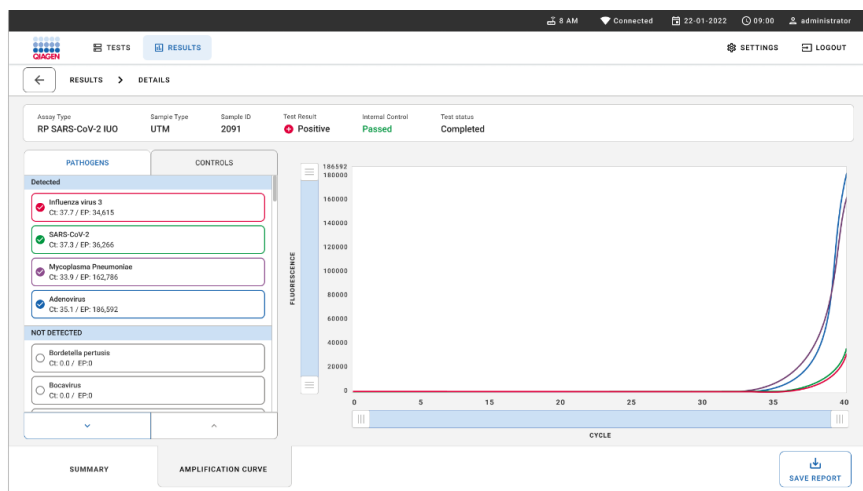 8 AM Connected 22-01-2022 09:00 administrator
QIAGEN TESTS RESULTS SETTINGS LOGOUT
RESULTS > DETAILS
Assay Type Sample Type Sample ID Test Result Internal Control Test status
RP SARS-CoV-2 IUO UTM 2091 Positive Passed Completed
PATHOGENS CONTROLS
Detected
Influenza virus 3
Ct: 37.7 / EP: 34,615
SARS-CoV-2
Ct: 37.3 / EP: 36,266
Mycoplasma Pneumoniae
Ct: 33.9 / EP: 162,786
Adenovirus
Ct: 35.1 / EP: 186,592
NOT DETECTED
Bordetella pertusis
Ct: 0.0 / EP:0
Bocavirus
Ct: 0.0 / EP:0
FLUORESCENCE
186592
180000
160000
140000
120000
100000
80000
60000
40000
20000
0
0 5 15 20 25 30 35 40
CYCLE
SUMMARY AMPLIFICATION CURVE SAVE REPORT